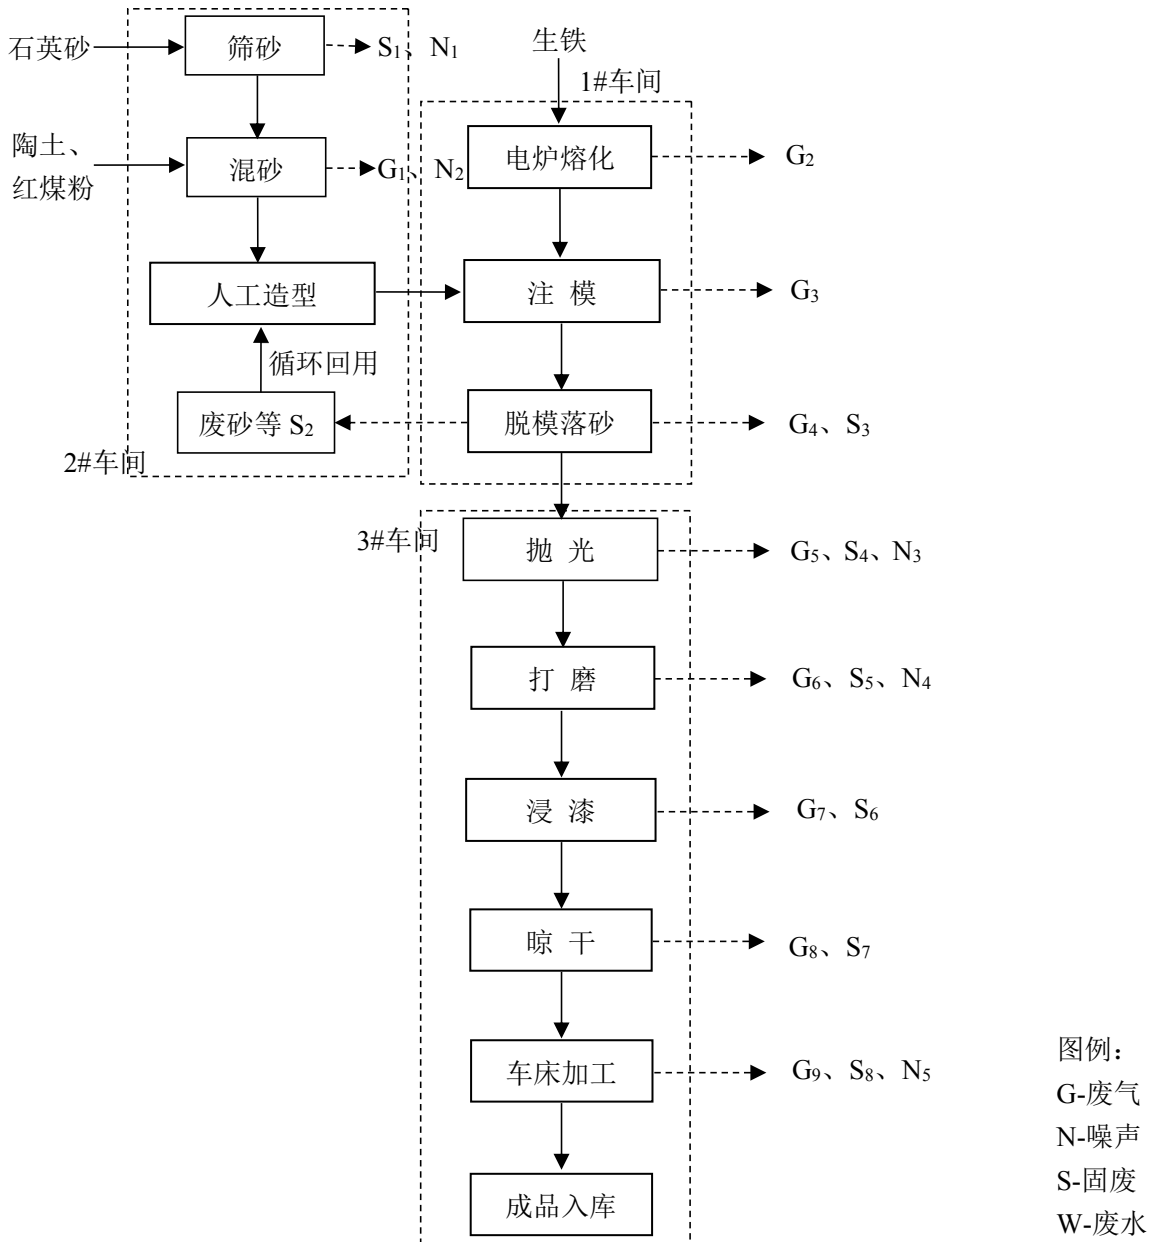 石英砂
筛砂
S₁、N₁
生铁
1#车间
陶土、
红煤粉
混砂
G₁、N₂
电炉熔化
G₂
人工造型
注 模
G₃
循环回用
废砂等 S₂
脱模落砂
G₄、S₃
2#车间
3#车间
抛 光
G₅、S₄、N₃
打 磨
G₆、S₅、N₄
浸 漆
G₇、S₆
晾 干
G₈、S₇
车床加工
G₉、S₈、N₅
成品入库
图例：
G-废气
N-噪声
S-固废
W-废水